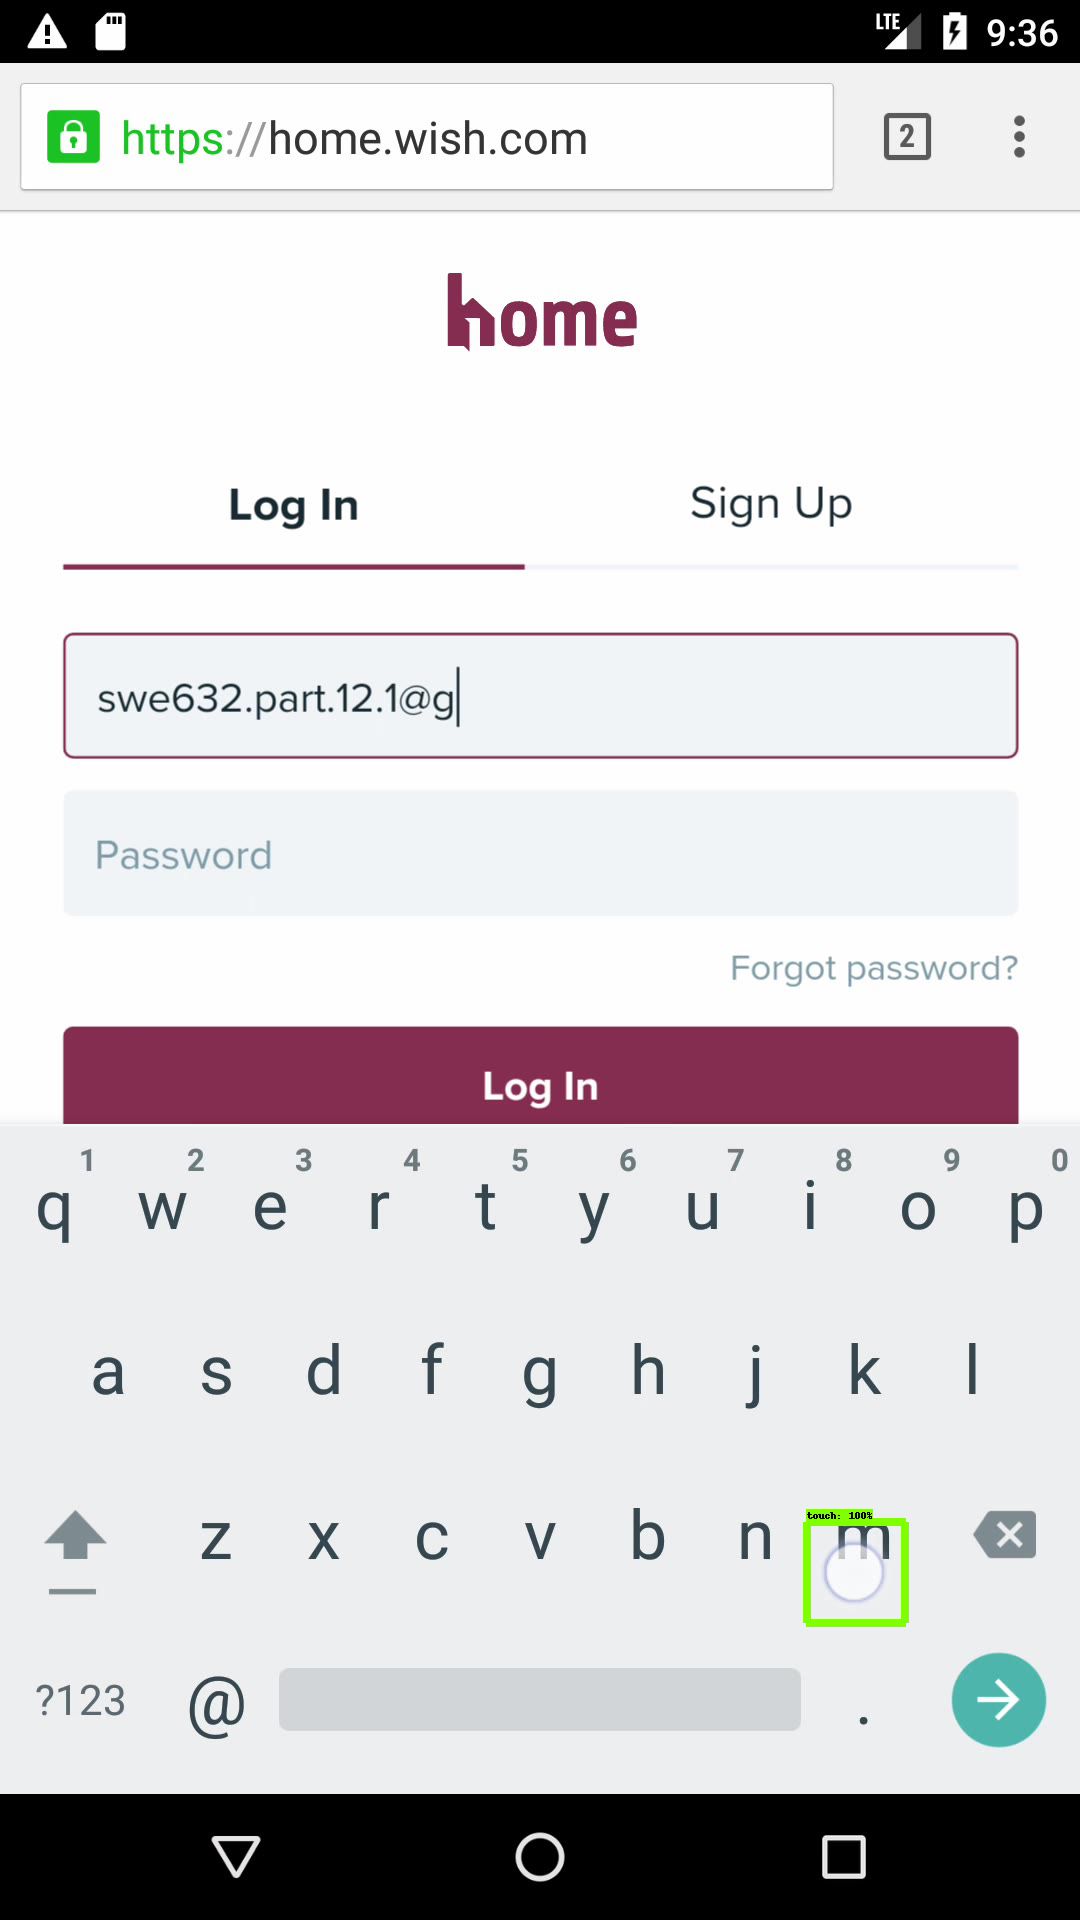 LTE 9:36
https://home.wish.com 2
home
Log In Sign Up
swe632.part.12.1@g
Password
Forgot password?
Log In
1 2 3 4 5 6 7 8 9 0
q w e r t y u i o p
a s d f g h j k l
touch: 100%
z x c v b n m
?123 @ .